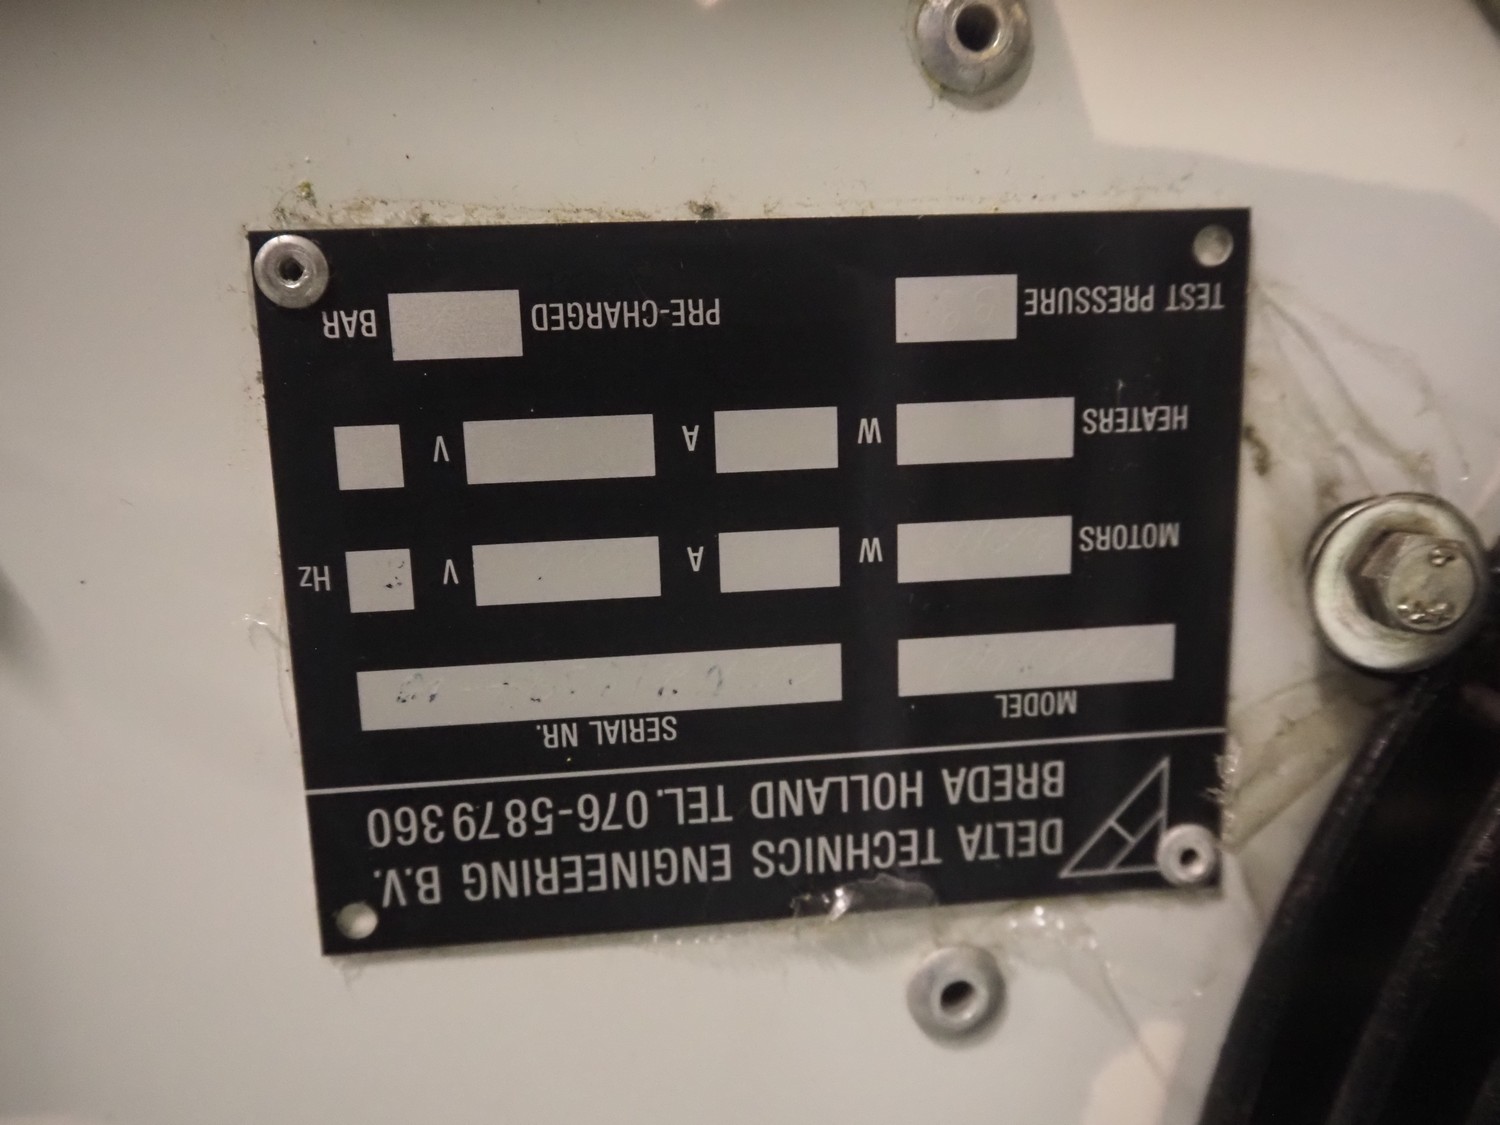 DELTA TECHNICS ENGINEERING B.V.
BREDA HOLLAND TEL. 076-5879360
MODEL SERIAL NR.
MOTORS W A V Hz
HEATERS W A V
TEST PRESSURE PRE-CHARGED BAR